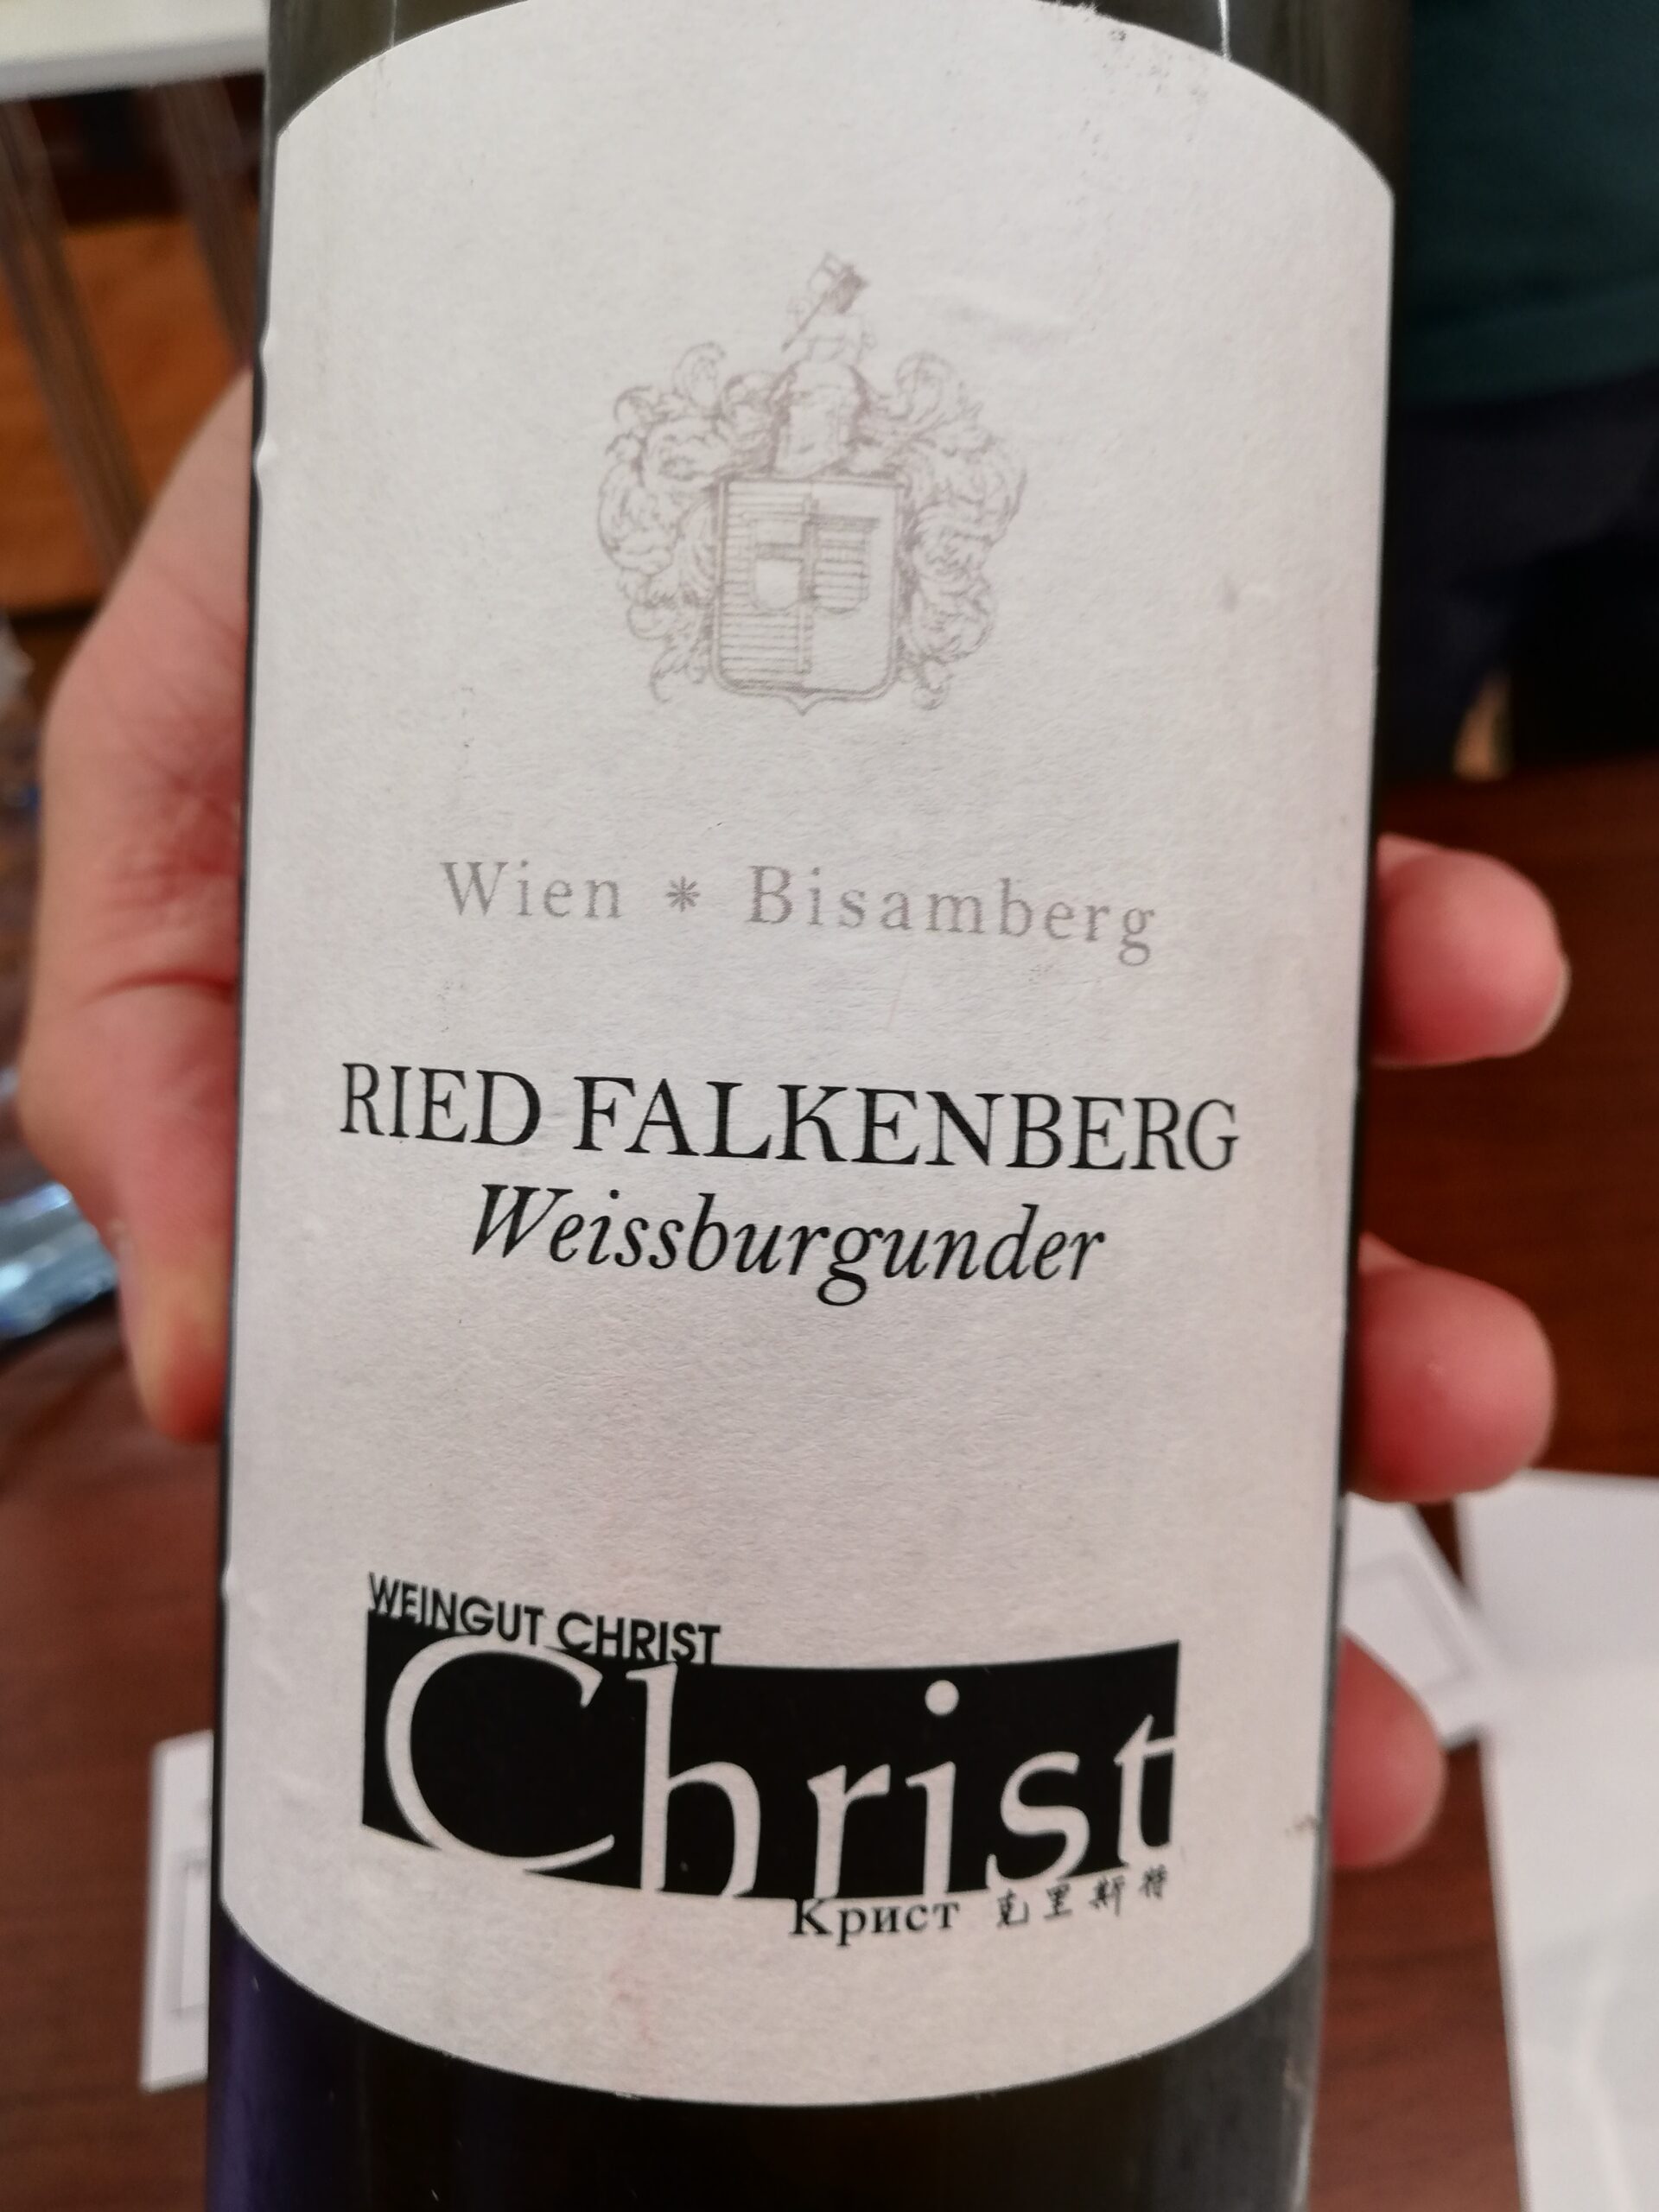 Wien * Bisamberg
RIED FALKENBERG
Weissburgunder
WEINGUT CHRIST
Christ
Крист 克里斯特